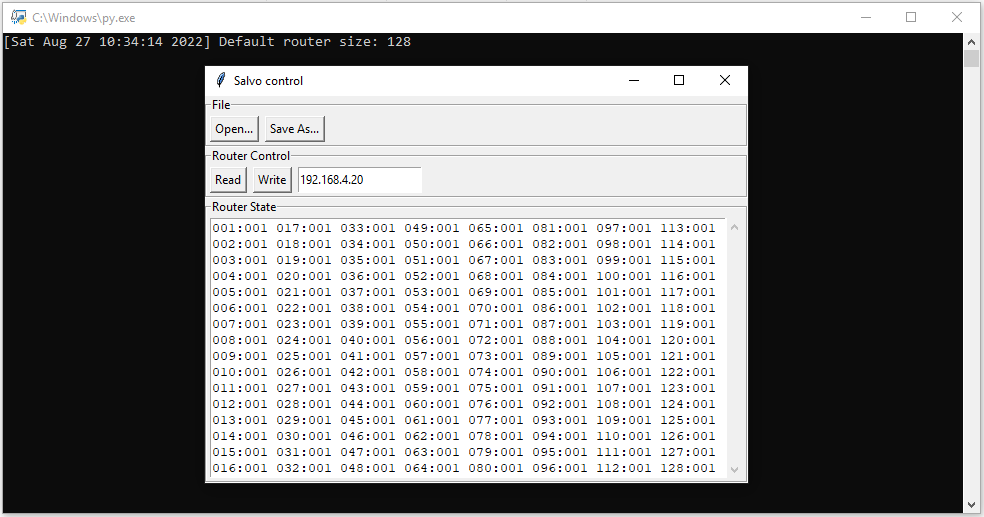 C:\Windows\py.exe
[Sat Aug 27 10:34:14 2022] Default router size: 128
Salvo control
File
Open... Save As...
Router Control
Read Write 192.168.4.20
Router State
001:001 017:001 033:001 049:001 065:001 081:001 097:001 113:001
002:001 018:001 034:001 050:001 066:001 082:001 098:001 114:001
003:001 019:001 035:001 051:001 067:001 083:001 099:001 115:001
004:001 020:001 036:001 052:001 068:001 084:001 100:001 116:001
005:001 021:001 037:001 053:001 069:001 085:001 101:001 117:001
006:001 022:001 038:001 054:001 070:001 086:001 102:001 118:001
007:001 023:001 039:001 055:001 071:001 087:001 103:001 119:001
008:001 024:001 040:001 056:001 072:001 088:001 104:001 120:001
009:001 025:001 041:001 057:001 073:001 089:001 105:001 121:001
010:001 026:001 042:001 058:001 074:001 090:001 106:001 122:001
011:001 027:001 043:001 059:001 075:001 091:001 107:001 123:001
012:001 028:001 044:001 060:001 076:001 092:001 108:001 124:001
013:001 029:001 045:001 061:001 077:001 093:001 109:001 125:001
014:001 030:001 046:001 062:001 078:001 094:001 110:001 126:001
015:001 031:001 047:001 063:001 079:001 095:001 111:001 127:001
016:001 032:001 048:001 064:001 080:001 096:001 112:001 128:001